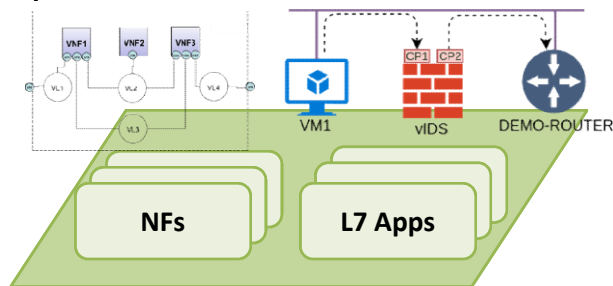 VNF1 VNF2 VNF3
CP1 CP2
VL1 VL2 VL4
VM1 vIDS DEMO-ROUTER
VL3
NFs L7 Apps